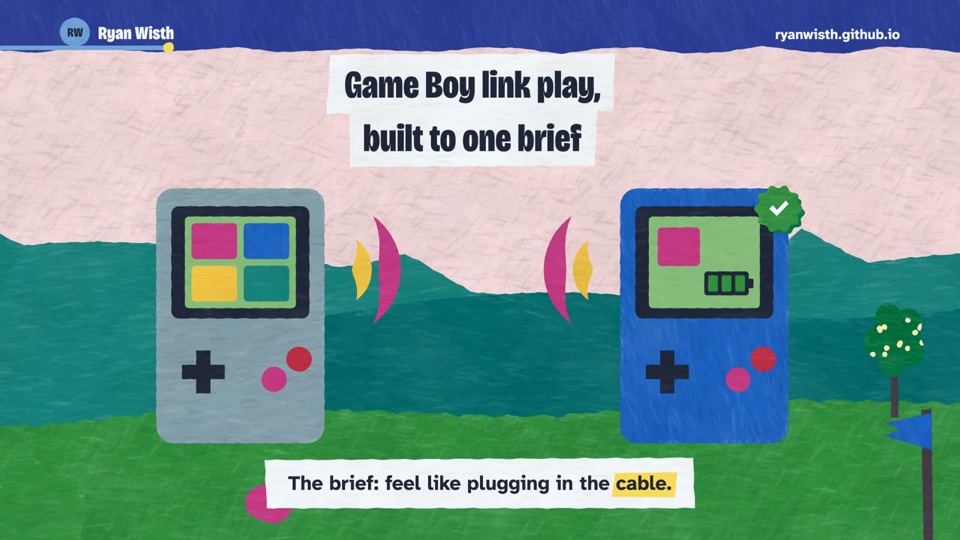 RW
Ryan Wisth
ryanwisth.github.io
Game Boy link play,
built to one brief
The brief: feel like plugging in the cable.